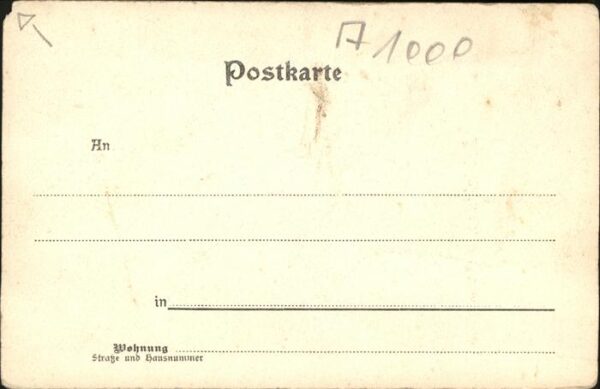 A 1000
Postkarte
An
in
Wohnung
Straße und Hausnummer